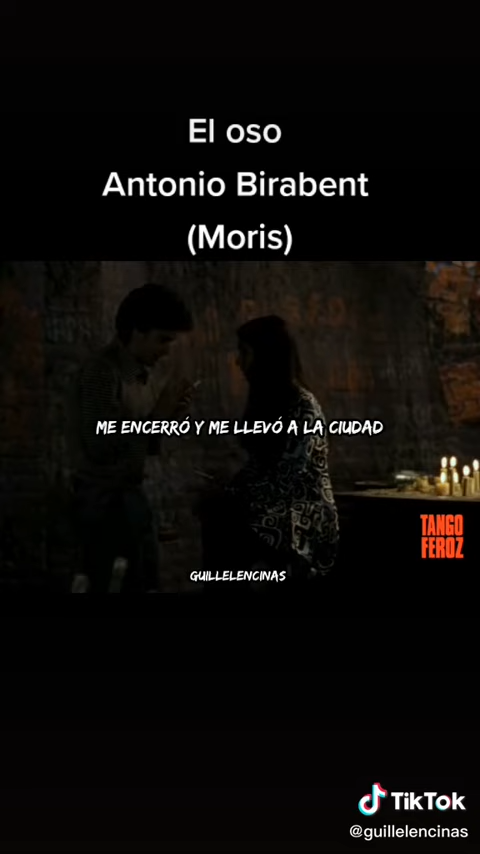 El oso
Antonio Birabent
(Moris)
ME ENCERRÓ Y ME LLEVÓ A LA CIUDAD
TANGO
FEROZ
GUILLELENCINAS
TikTok
@guillelencinas